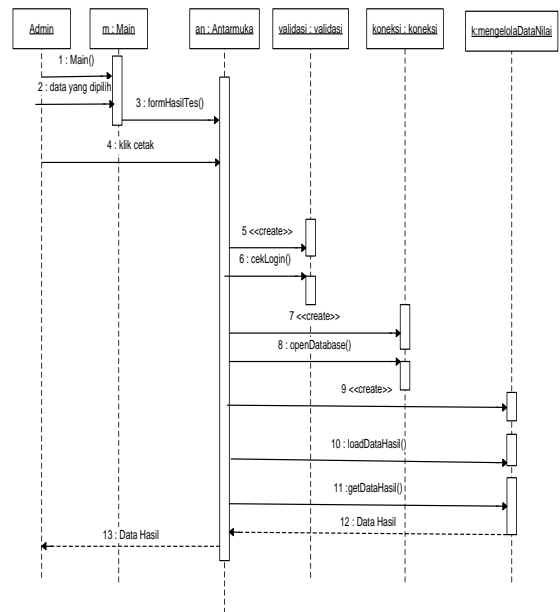 Admin
m : Main
an : Antarmuka
validasi : validasi
koneksi : koneksi
k:mengelolaDataNilai
1 : Main()
2 : data yang dipilih
3 : formHasilTes()
4 : klik cetak
5 <<create>>
6 : cekLogin()
7 <<create>>
8 : openDatabase()
9 <<create>>
10 : loadDataHasil()
11 :getDataHasil()
12 : Data Hasil
13 : Data Hasil